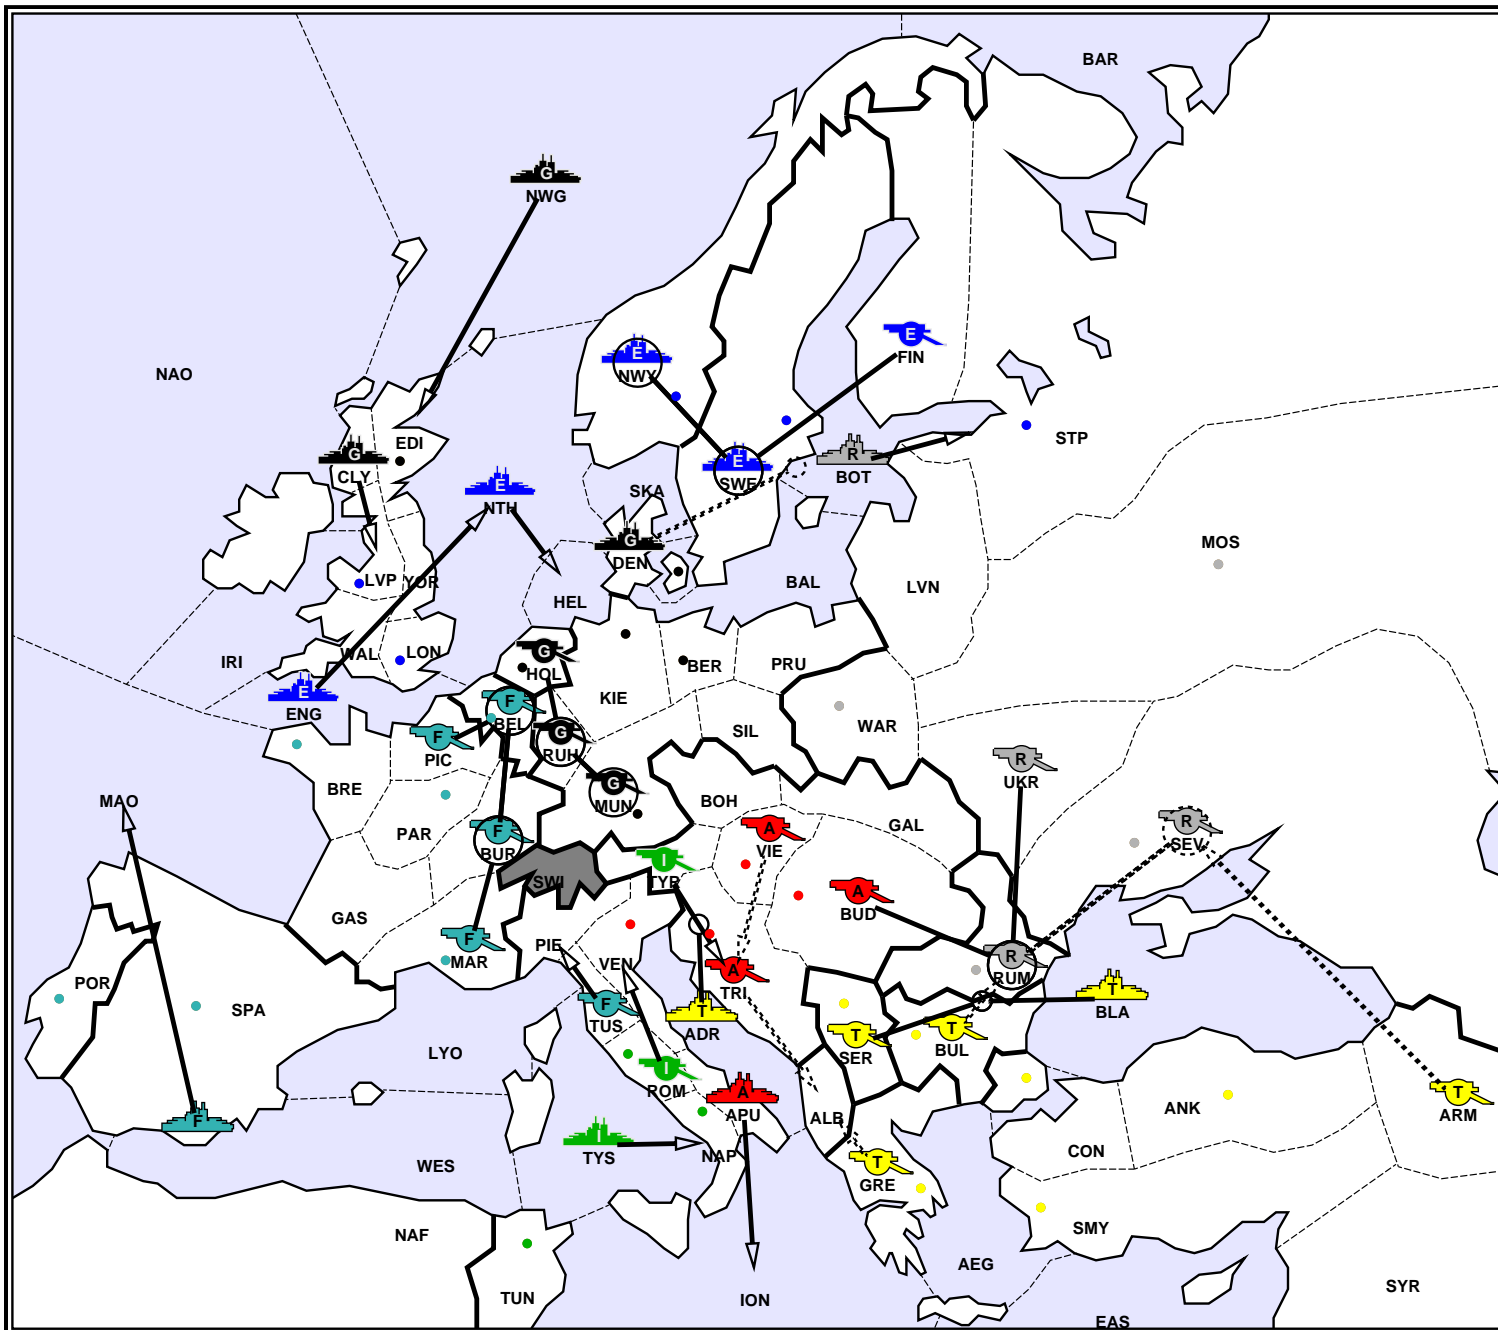 BAR
G
NWG
NAO
E
NWY
E
FIN
EDI
G
CLY
E
NTH
SKA
E
SWE
R
BOT
STP
G
DEN
MOS
LVP
YOR
HEL
BAL
LVN
IRI
WAL
LON
G
HOL
BER
PRU
E
ENG
KIE
F
BEL
F
PIC
G
RUH
SIL
WAR
R
UKR
BRE
G
MUN
BOH
MAO
PAR
F
BUR
A
VIE
GAL
R
SEV
SWI
I
TYR
A
BUD
GAS
F
MAR
PIE
VEN
A
TRI
R
RUM
POR
SPA
F
TUS
T
ADR
T
SER
T
BUL
T
BLA
LYO
I
ROM
A
APU
ALB
ANK
T
ARM
F
WES
I
TYS
NAP
T
GRE
CON
NAF
SMY
AEG
TUN
ION
SYR
EAS